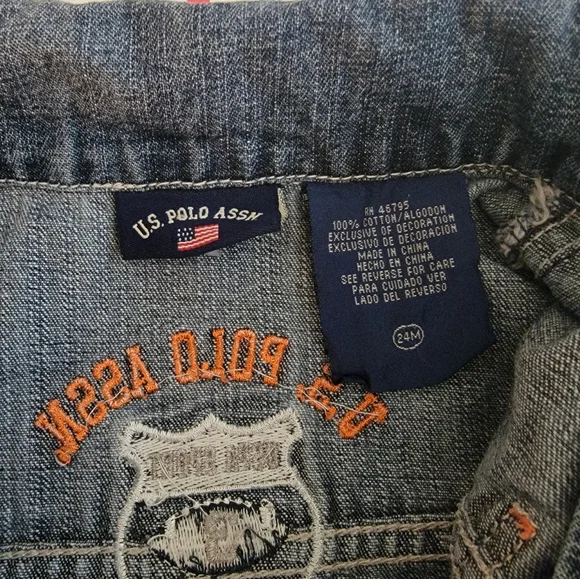 U.S. POLO ASSN
RN 46795
100% COTTON/ALGODON
EXCLUSIVE OF DECORATION
EXCLUSIVO DE DECORACION
MADE IN CHINA
HECHO EN CHINA
SEE REVERSE FOR CARE
PARA CUIDADO VER
LADO DEL REVERSO
24M
U.S. POLO ASSN.